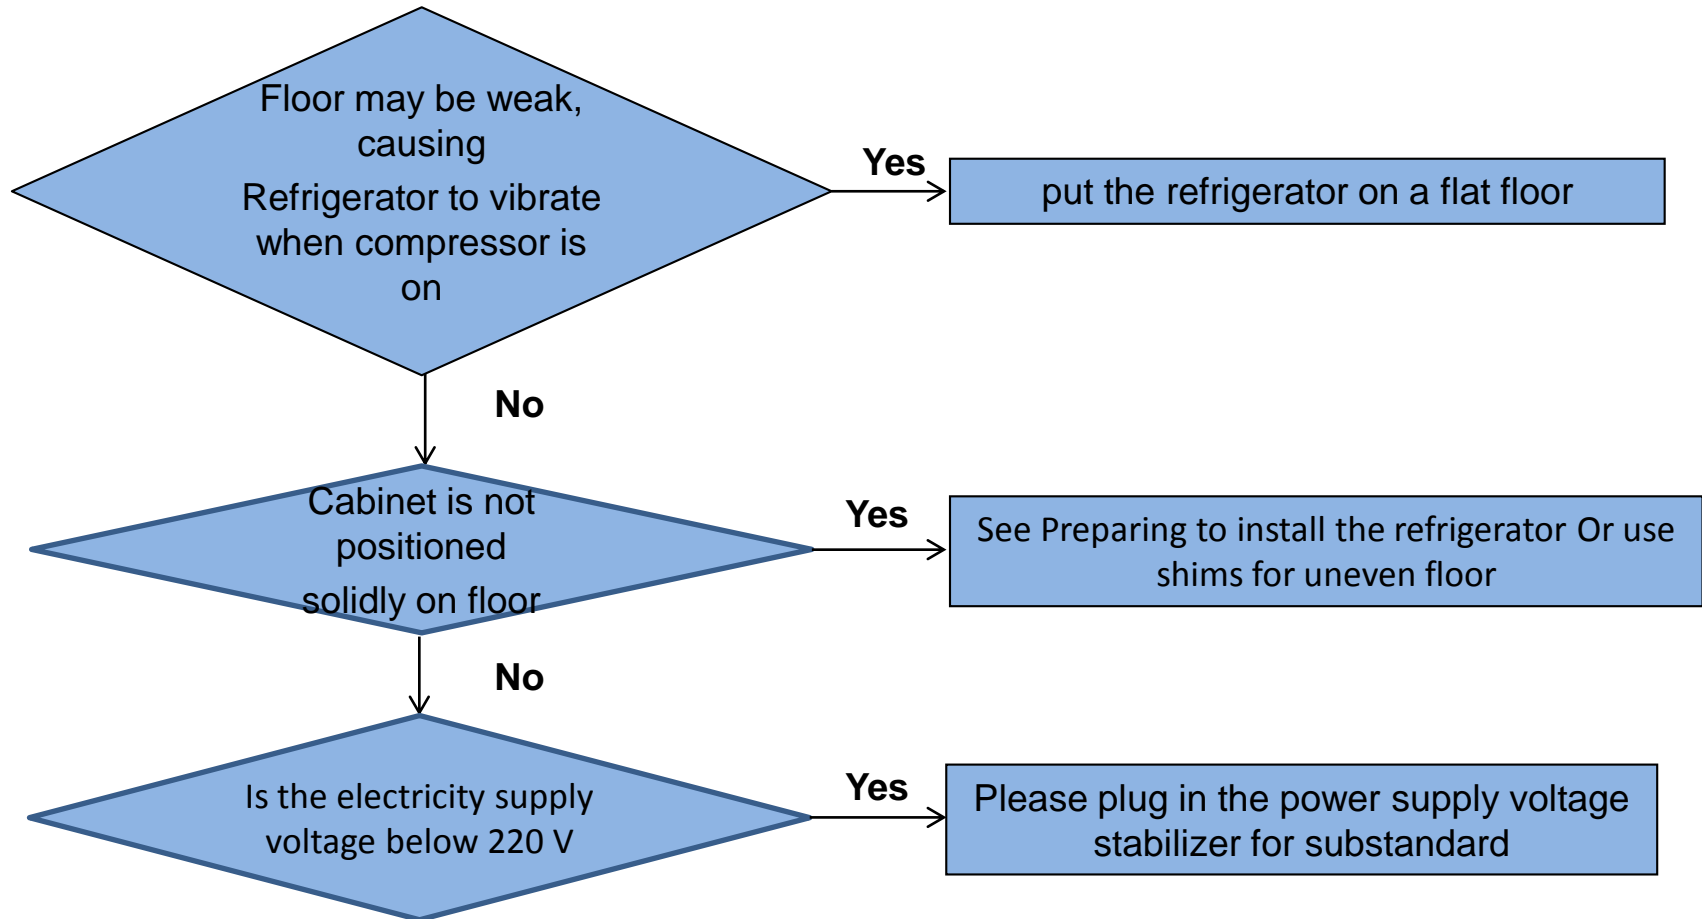 Floor may be weak,
causing
Refrigerator to vibrate
when compressor is
on
Yes
put the refrigerator on a flat floor
No
Cabinet is not
positioned
solidly on floor
Yes
See Preparing to install the refrigerator Or use
shims for uneven floor
No
Is the electricity supply
voltage below 220 V
Yes
Please plug in the power supply voltage
stabilizer for substandard